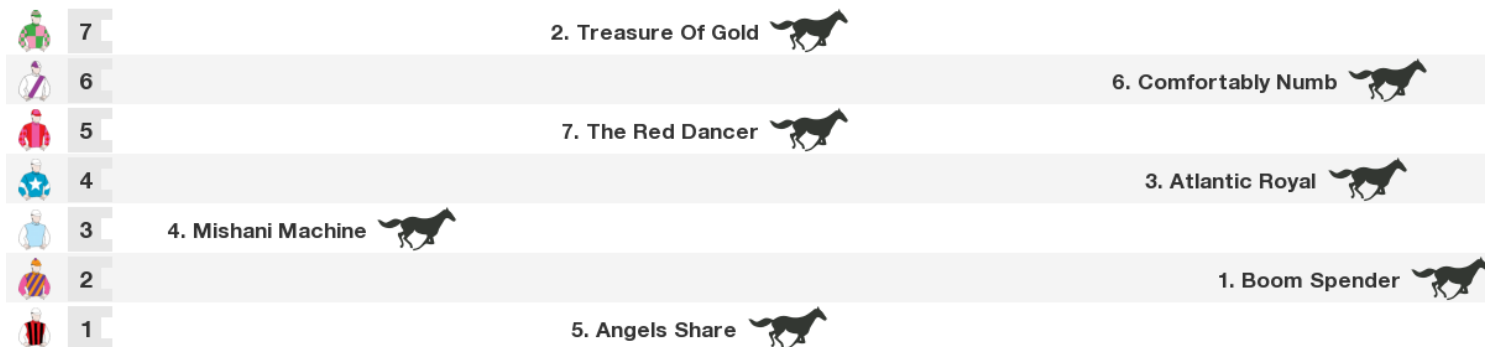 7 2. Treasure Of Gold
6 6. Comfortably Numb
5 7. The Red Dancer
4 3. Atlantic Royal
3 4. Mishani Machine
2 1. Boom Spender
1 5. Angels Share